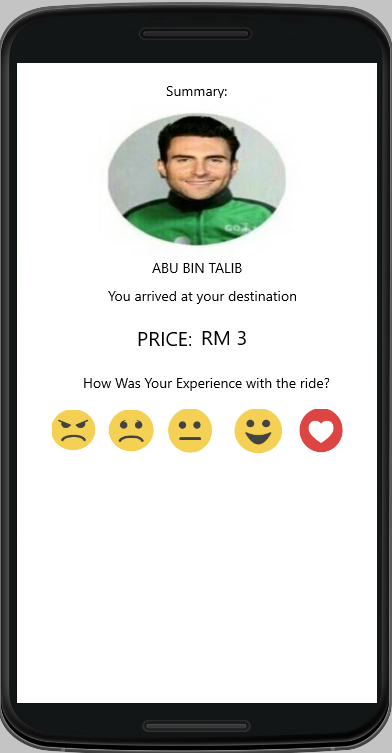 Summary:
ABU BIN TALIB
You arrived at your destination
PRICE: RM 3
How Was Your Experience with the ride?